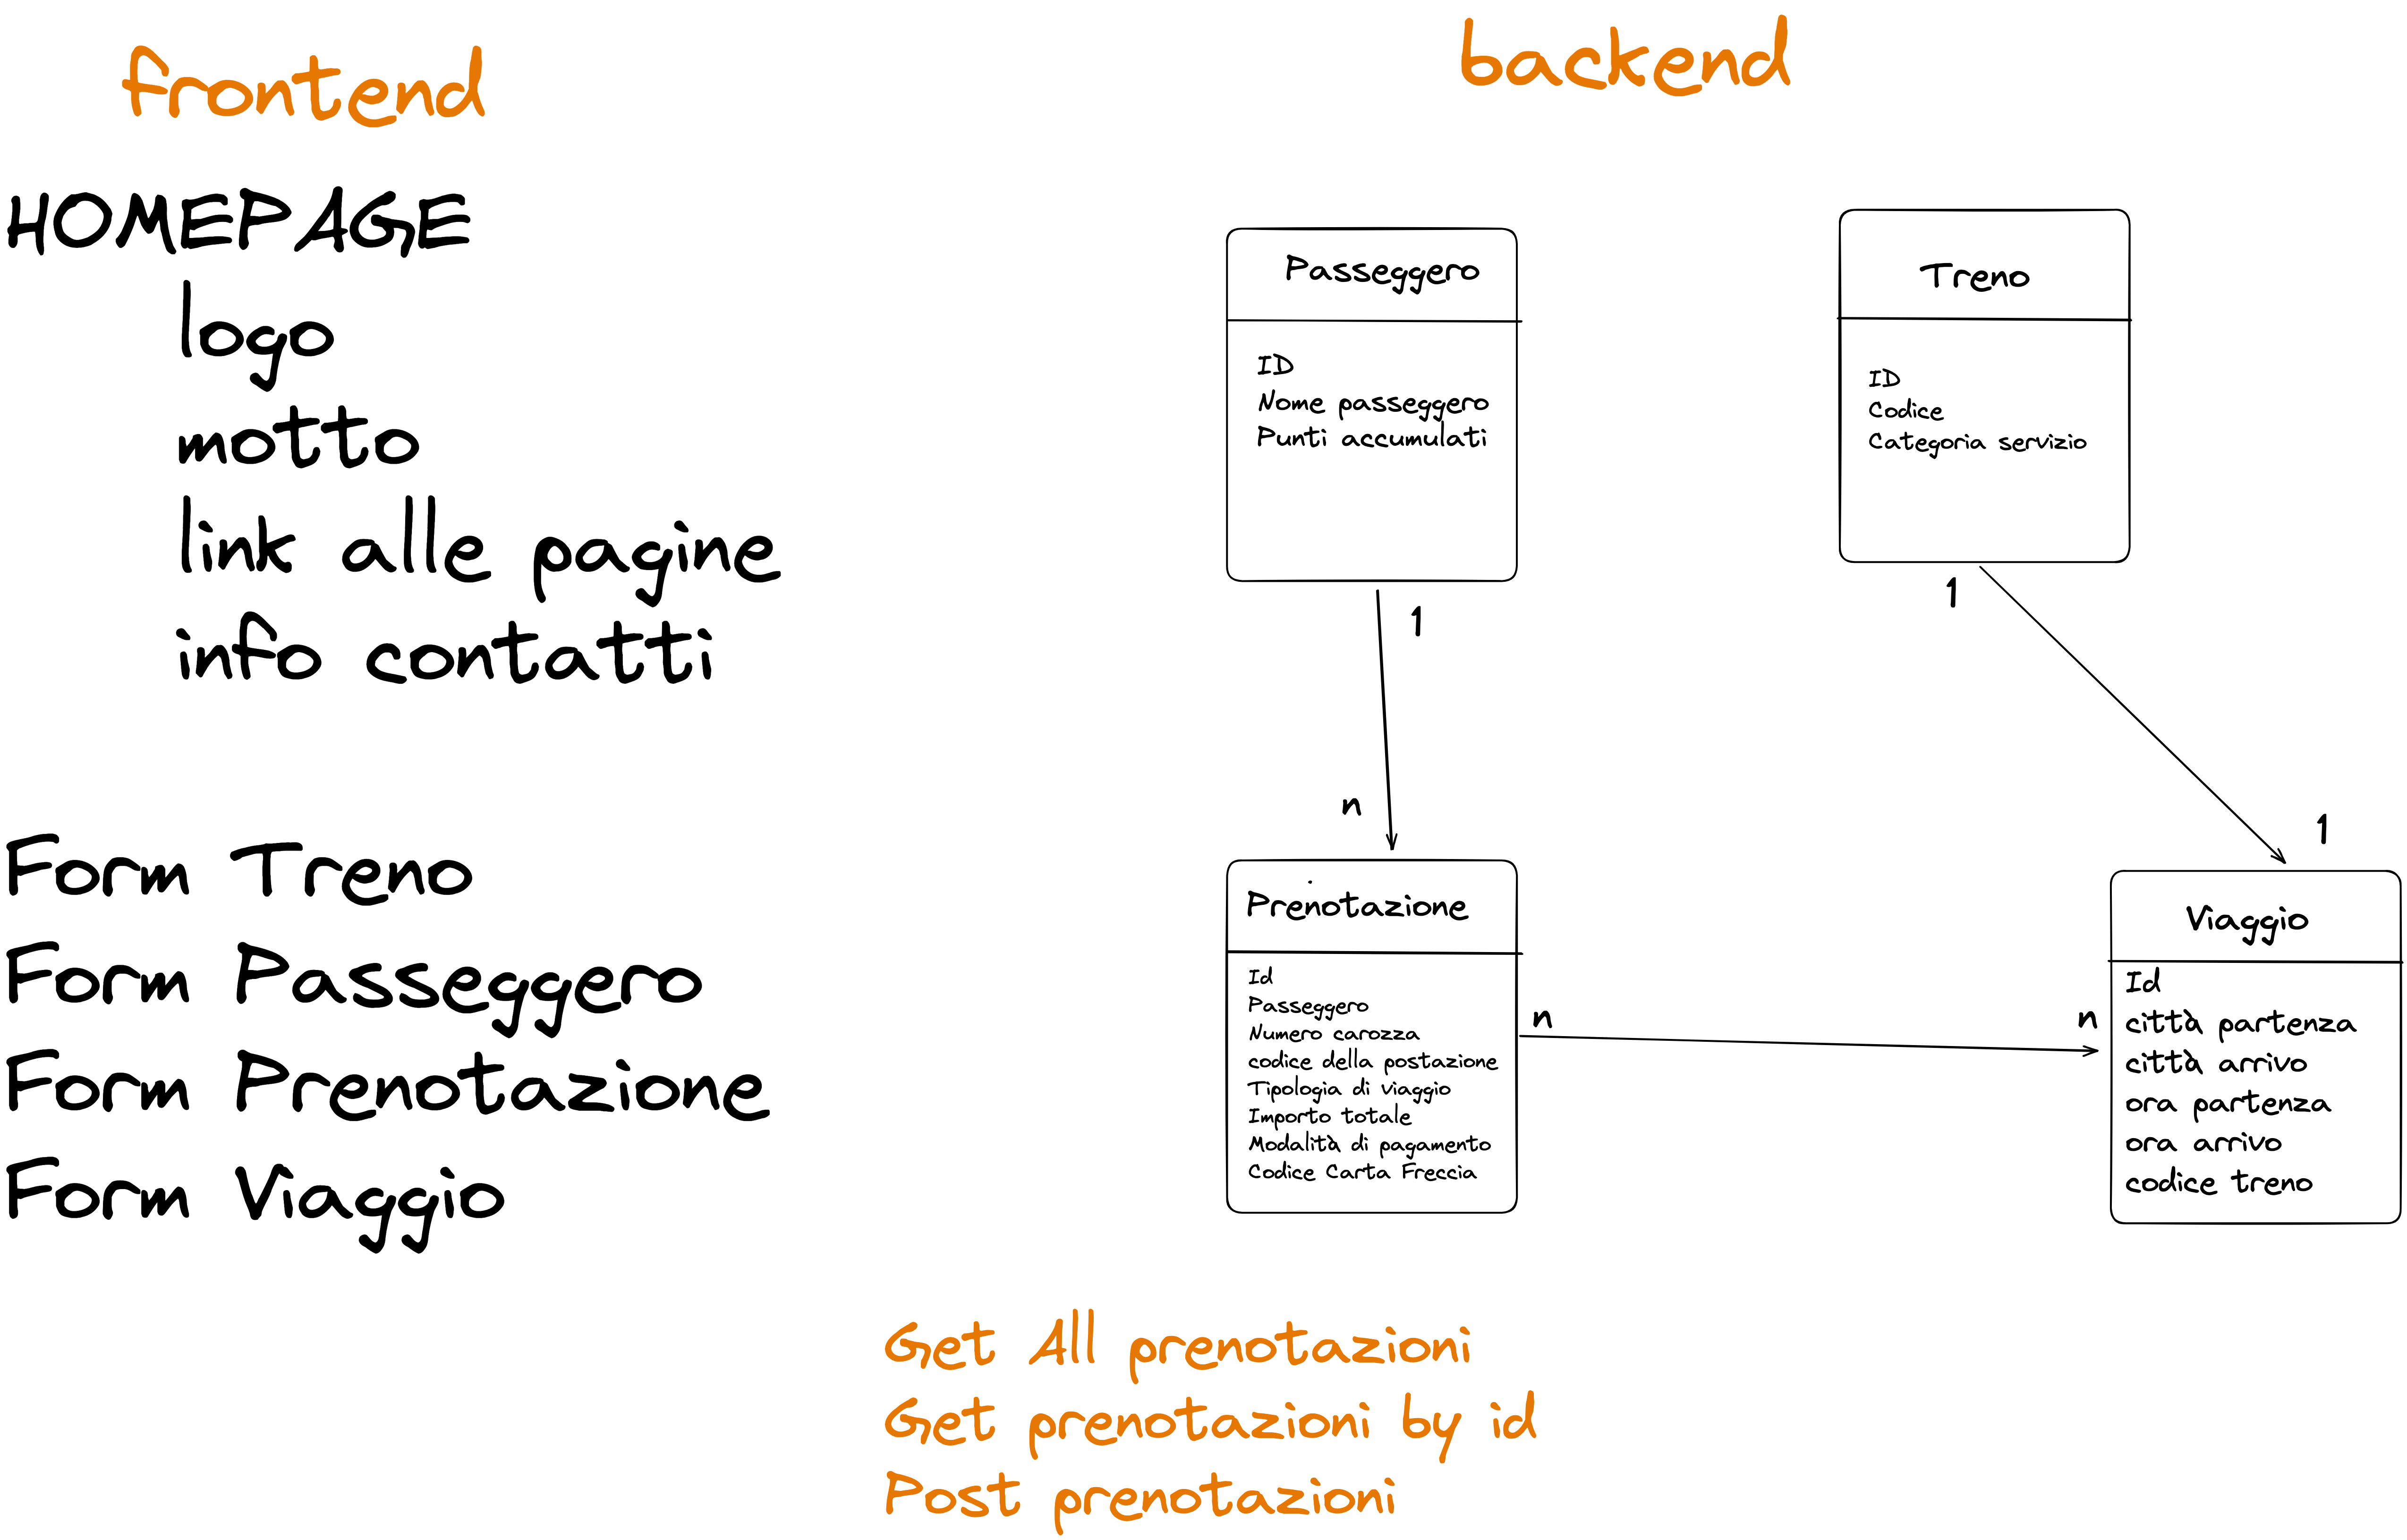 frontend
HOMEPAGE
logo
motto
link alle pagine
info contatti
Form Treno
Form Passeggero
Form Prenotazione
Form Viaggio
backend
Passeggero
ID
Nome passeggero
Punti accumulati
1
n
Treno
ID
Codice
Categoria servizio
1
1
Prenotazione
Id
Passeggero
Numero carozza
codice della postazione
Tipologia di viaggio
Importo totale
Modalità di pagamento
Codice Carta Freccia
n
n
Viaggio
Id
città partenza
città arrivo
ora partenza
ora arrivo
codice treno
Get All prenotazioni
Get prenotazioni by id
Post prenotazioni